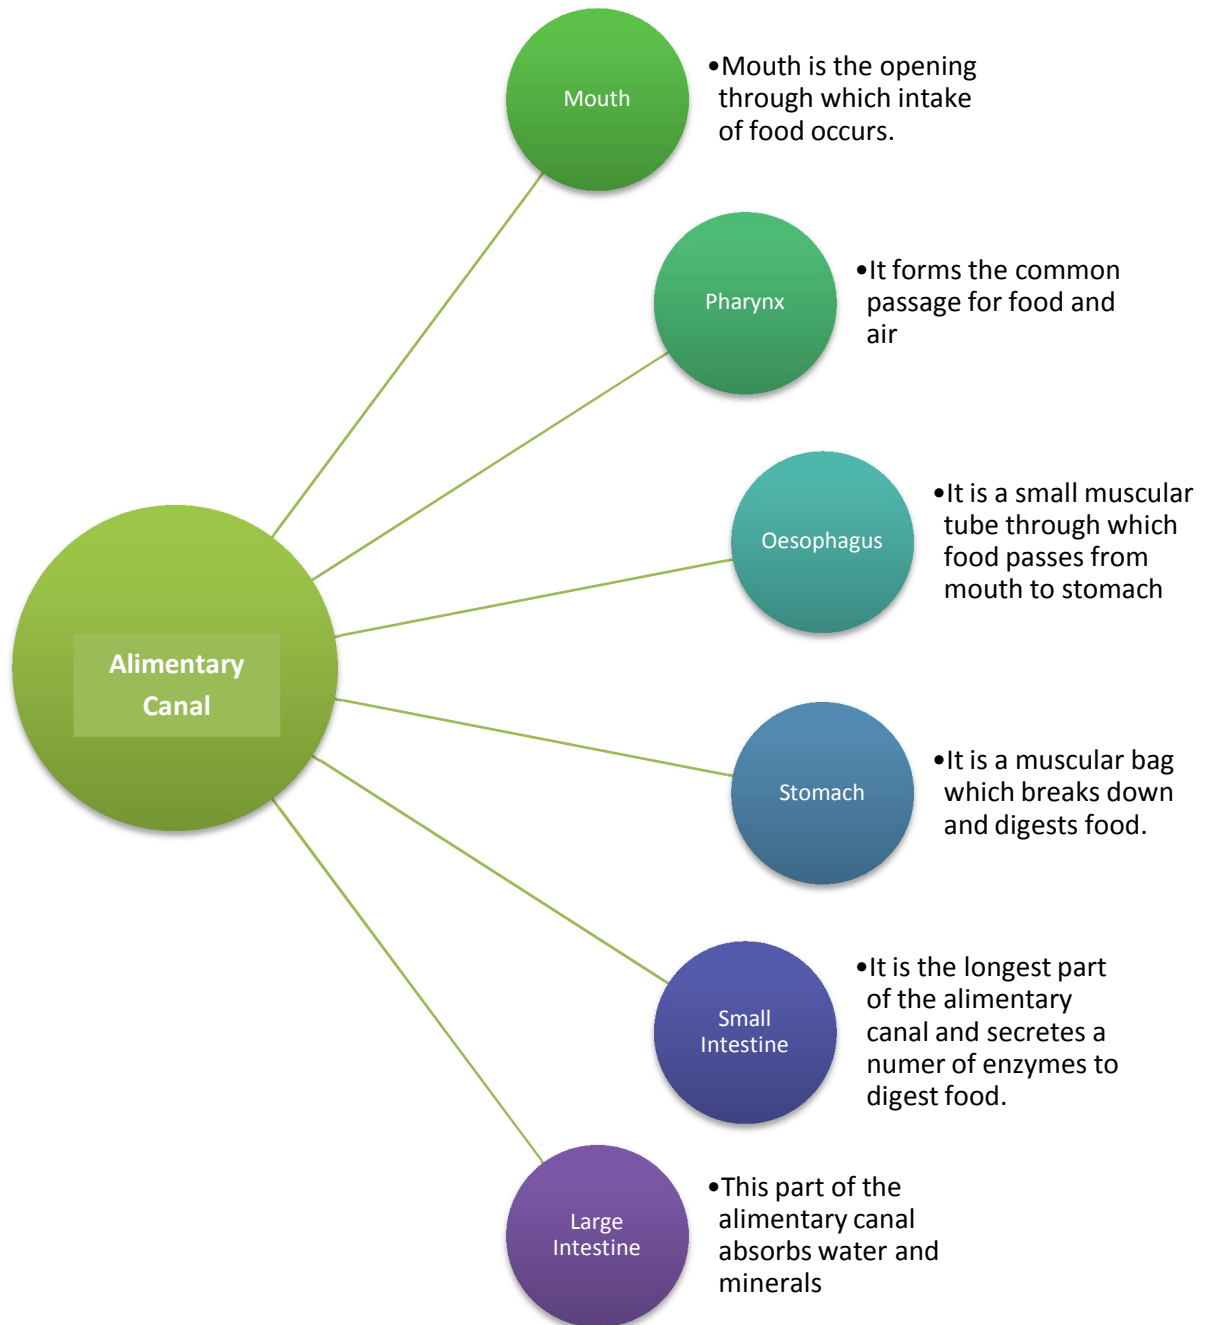 Mouth
•Mouth is the opening
through which intake
of food occurs.
Pharynx
•It forms the common
passage for food and
air
Oesophagus
•It is a small muscular
tube through which
food passes from
mouth to stomach
Alimentary
Canal
Stomach
•It is a muscular bag
which breaks down
and digests food.
Small
Intestine
•It is the longest part
of the alimentary
canal and secretes a
numer of enzymes to
digest food.
Large
Intestine
•This part of the
alimentary canal
absorbs water and
minerals